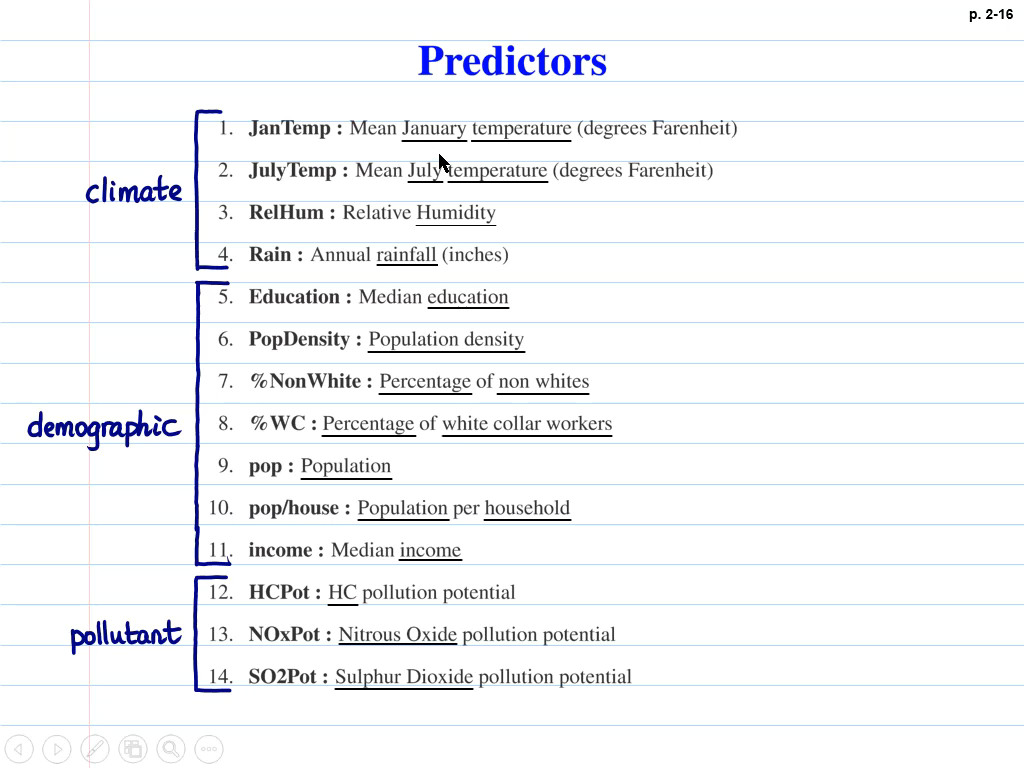 p. 2-16
Predictors
1. JanTemp : Mean January temperature (degrees Farenheit)
2. JulyTemp : Mean July temperature (degrees Farenheit)
climate
3. RelHum : Relative Humidity
4. Rain : Annual rainfall (inches)
5. Education : Median education
6. PopDensity : Population density
7. %NonWhite : Percentage of non whites
8. %WC : Percentage of white collar workers
demographic
9. pop : Population
10. pop/house : Population per household
11. income : Median income
12. HCPot : HC pollution potential
13. NOxPot : Nitrous Oxide pollution potential
pollutant
14. SO2Pot : Sulphur Dioxide pollution potential